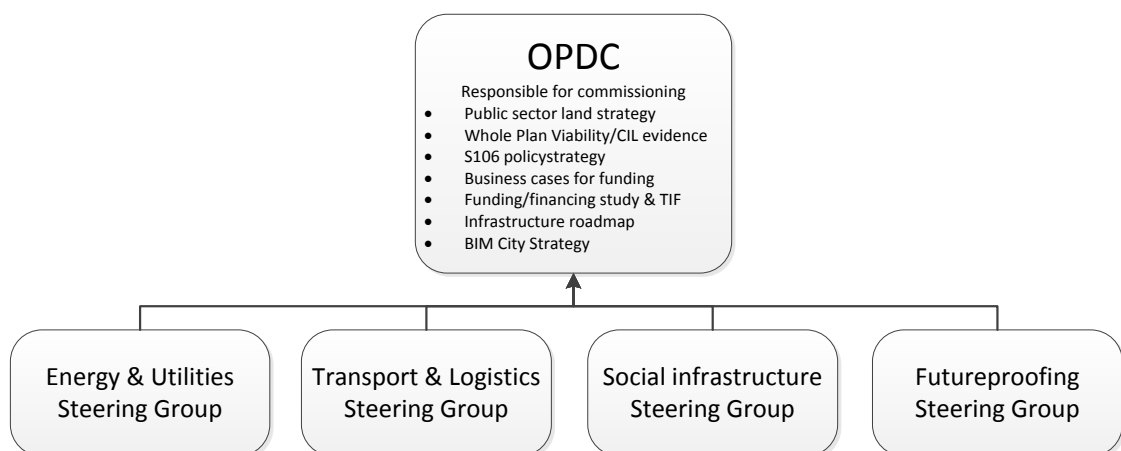 OPDC
Responsible for commissioning
• Public sector land strategy
• Whole Plan Viability/CIL evidence
• S106 policystrategy
• Business cases for funding
• Funding/financing study & TIF
• Infrastructure roadmap
• BIM City Strategy
Energy & Utilities
Steering Group
Transport & Logistics
Steering Group
Social infrastructure
Steering Group
Futureproofing
Steering Group